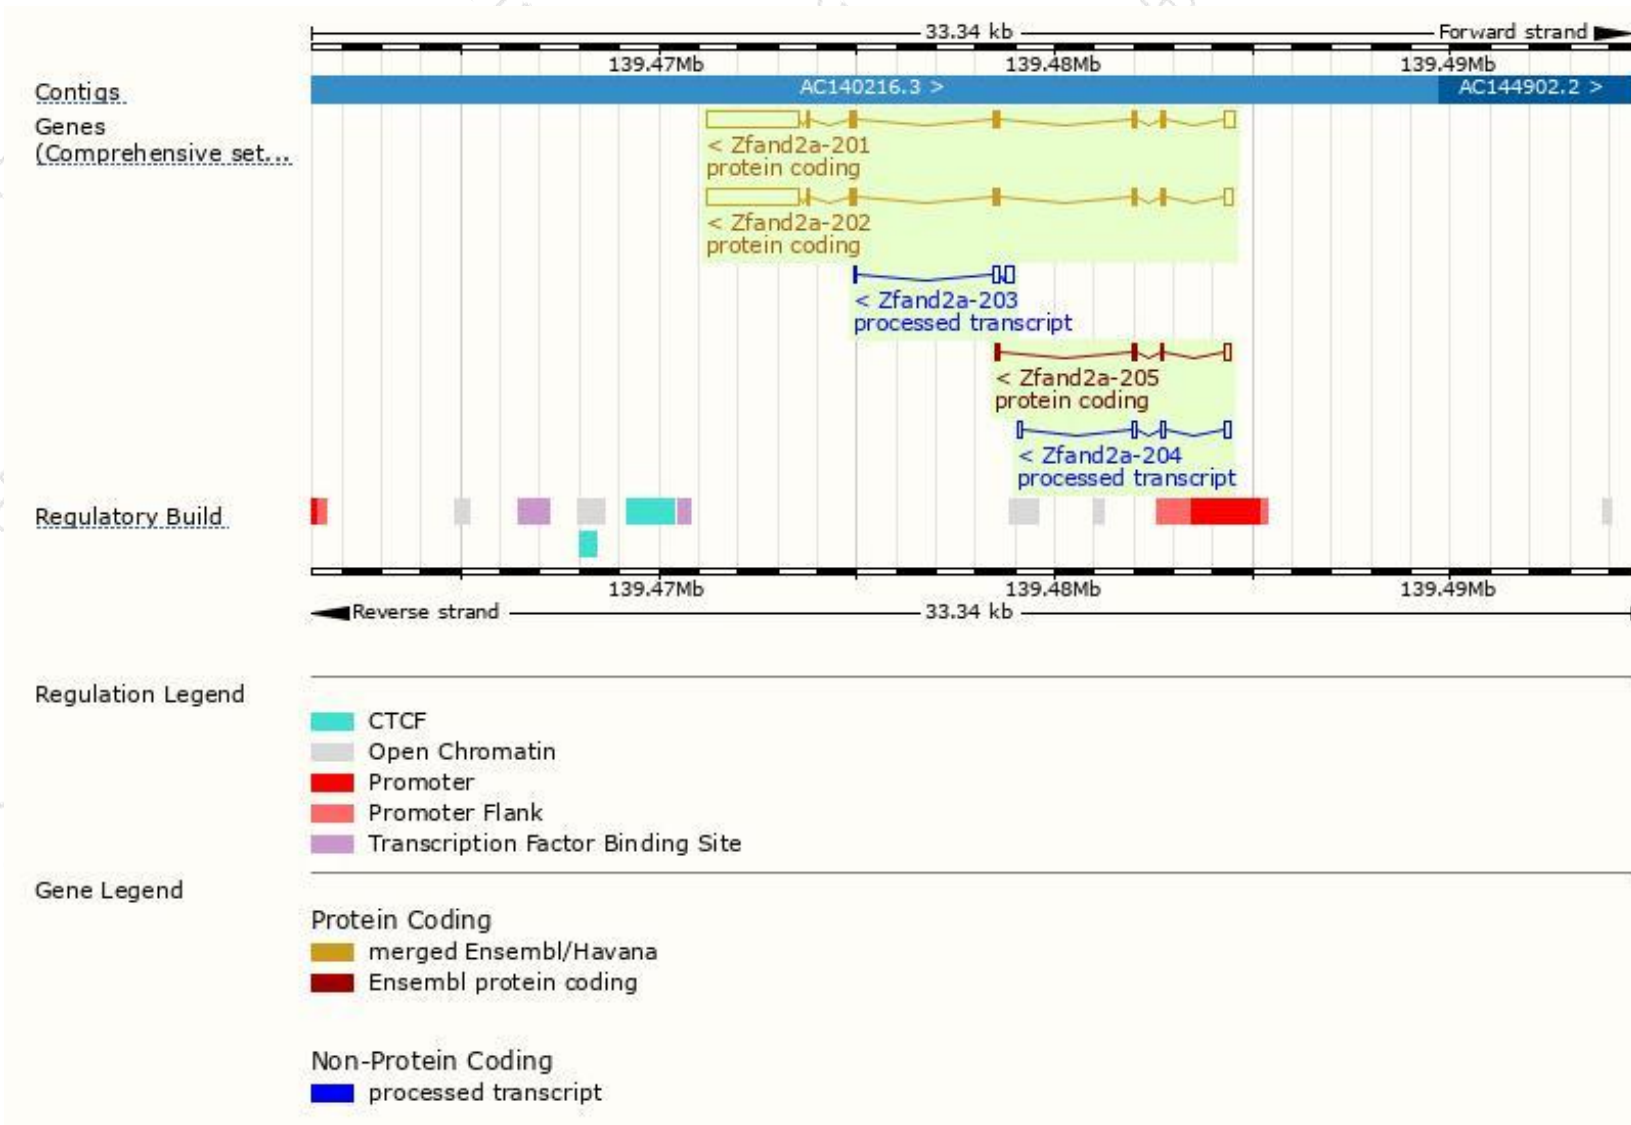 33.34 kb
Forward strand
139.47Mb 139.48Mb 139.49Mb
Contigs
AC140216.3 >
AC144902.2 >
Genes
(Comprehensive set...
< Zfand2a-201
protein coding
< Zfand2a-202
protein coding
< Zfand2a-203
processed transcript
< Zfand2a-205
protein coding
< Zfand2a-204
processed transcript
Regulatory Build
139.47Mb 139.48Mb 139.49Mb
Reverse strand
33.34 kb
Regulation Legend
CTCF
Open Chromatin
Promoter
Promoter Flank
Transcription Factor Binding Site
Gene Legend
Protein Coding
merged Ensembl/Havana
Ensembl protein coding
Non-Protein Coding
processed transcript